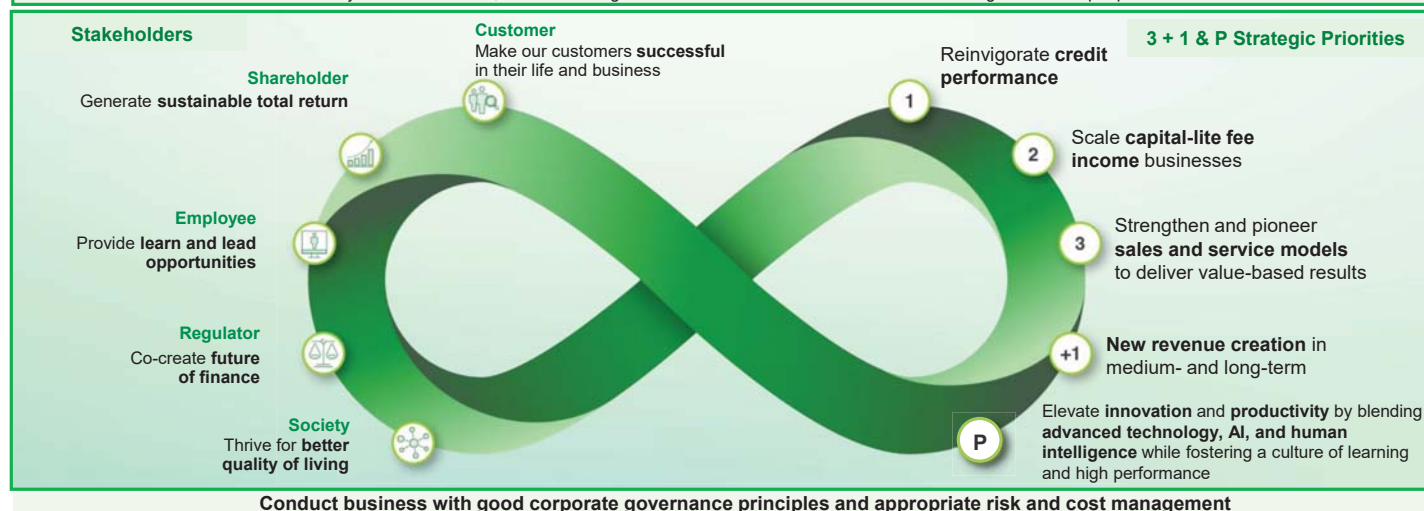 Stakeholders
Customer
Make our customers successful
in their life and business
Shareholder
Generate sustainable total return
Employee
Provide learn and lead
opportunities
Regulator
Co-create future
of finance
Society
Thrive for better
quality of living
3 + 1 & P Strategic Priorities
1
Reinvigorate credit
performance
2
Scale capital-lite fee
income businesses
3
Strengthen and pioneer
sales and service models
to deliver value-based results
+1
New revenue creation in
medium- and long-term
P
Elevate innovation and productivity by blending
advanced technology, AI, and human
intelligence while fostering a culture of learning
and high performance
Conduct business with good corporate governance principles and appropriate risk and cost management